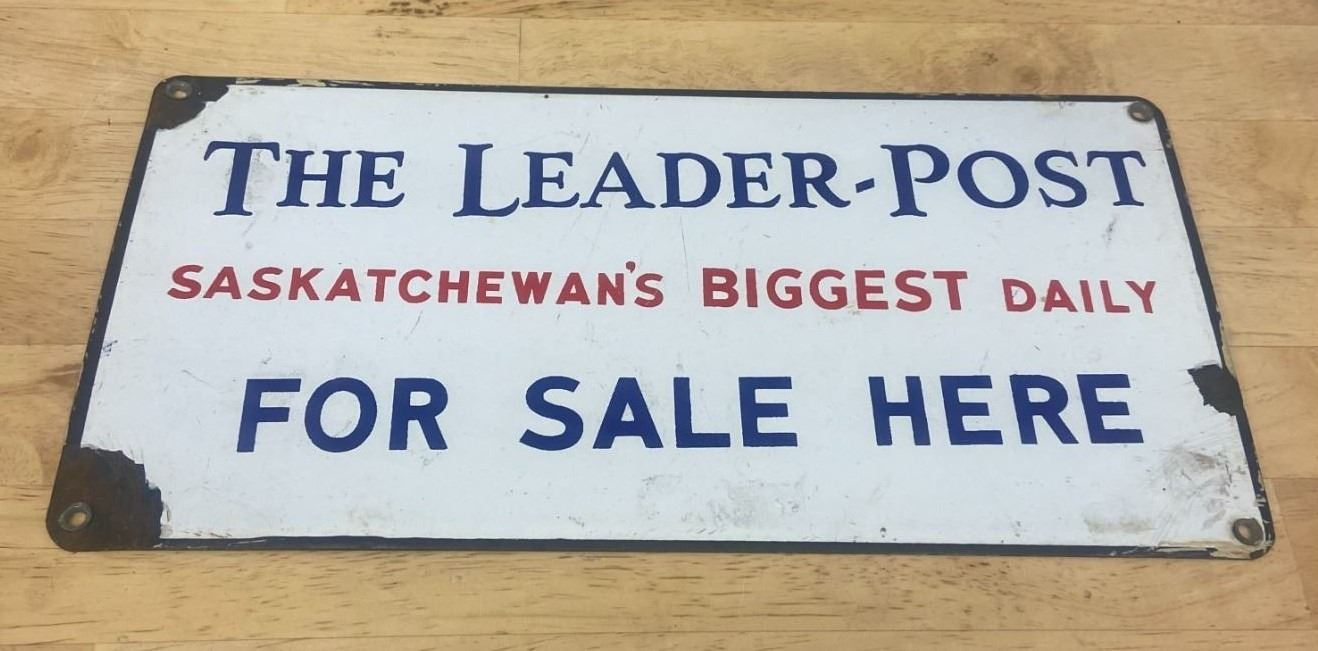 THE LEADER-POST
SASKATCHEWAN'S BIGGEST DAILY
FOR SALE HERE